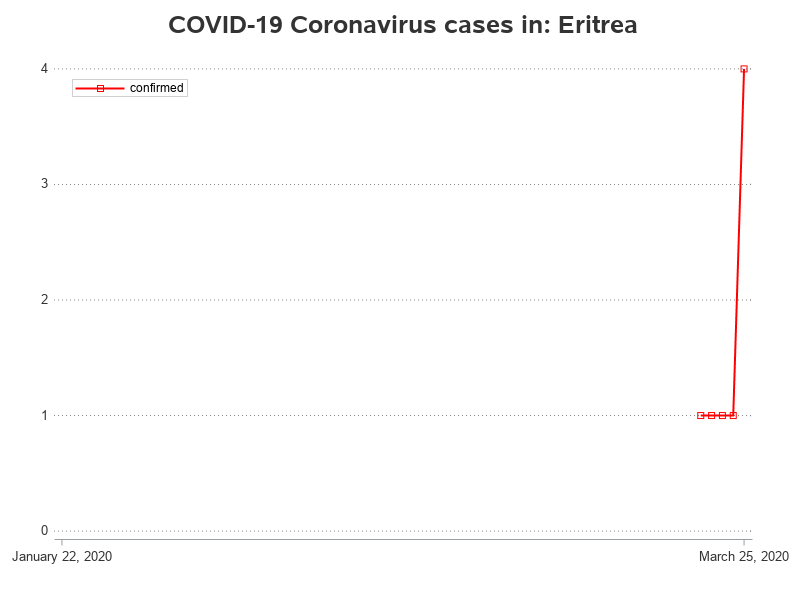 COVID-19 Coronavirus cases in: Eritrea
4
confirmed
3
2
1
0
January 22, 2020
March 25, 2020